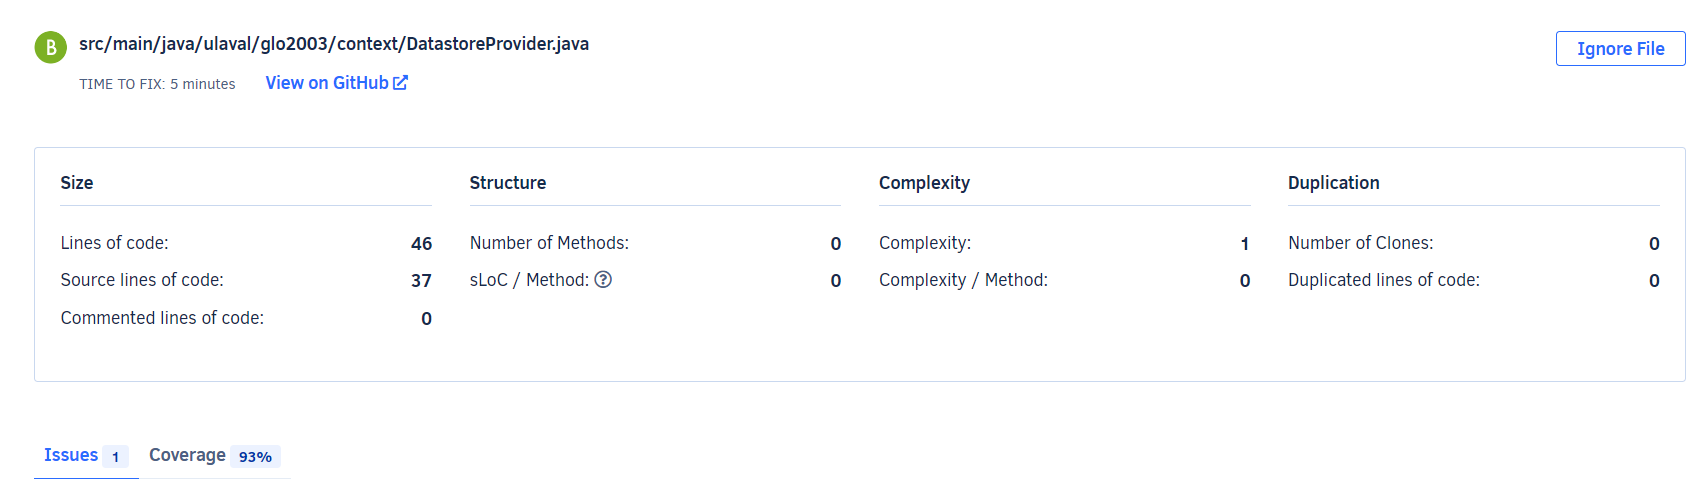 B src/main/java/ulaval/glo2003/context/DatastoreProvider.java
Ignore File
TIME TO FIX: 5 minutes View on GitHub
Size
Lines of code: 46
Source lines of code: 37
Commented lines of code: 0
Structure
Number of Methods: 0
sLoC / Method: ? 0
Complexity
Complexity: 1
Complexity / Method: 0
Duplication
Number of Clones: 0
Duplicated lines of code: 0
Issues 1 Coverage 93%